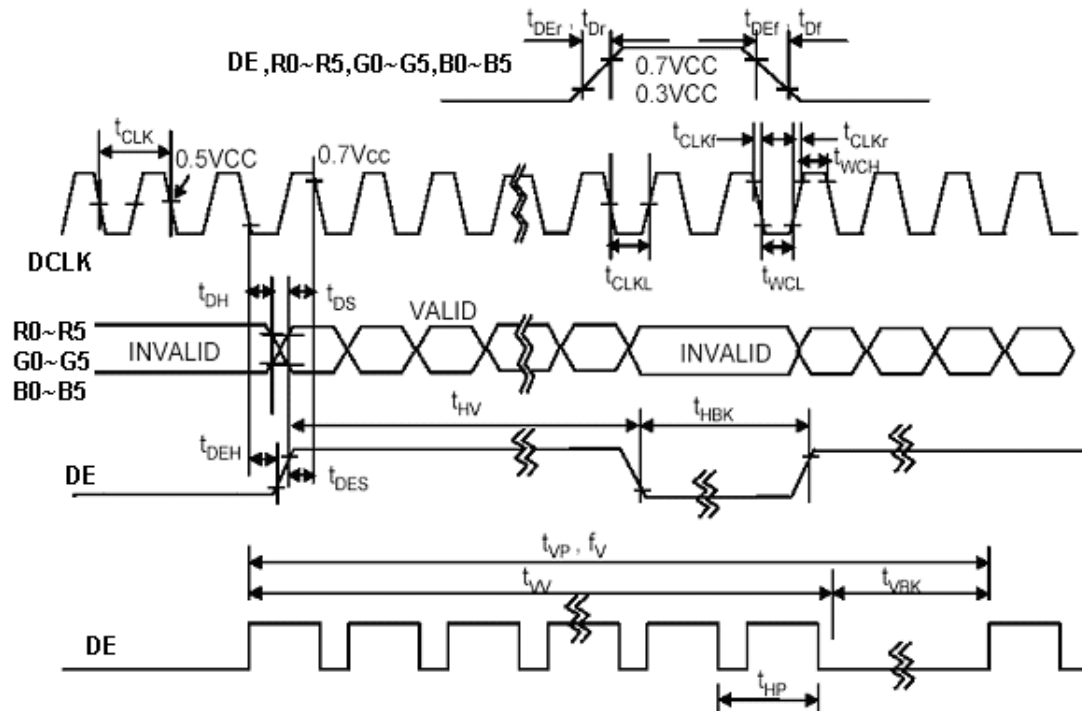 tDEr , tDr
tDEf , tDf
DE ,R0~R5,G0~G5,B0~B5
0.7VCC
0.3VCC
tCLK
0.5VCC
0.7Vcc
tCLKf
tCLKr
tWCH
DCLK
tCLKL
tWCL
tDH
tDS
R0~R5
G0~G5
B0~B5
INVALID
VALID
INVALID
tHV
tHBK
tDEH
DE
tDES
tVP , fV
tVV
tVBK
DE
tHP